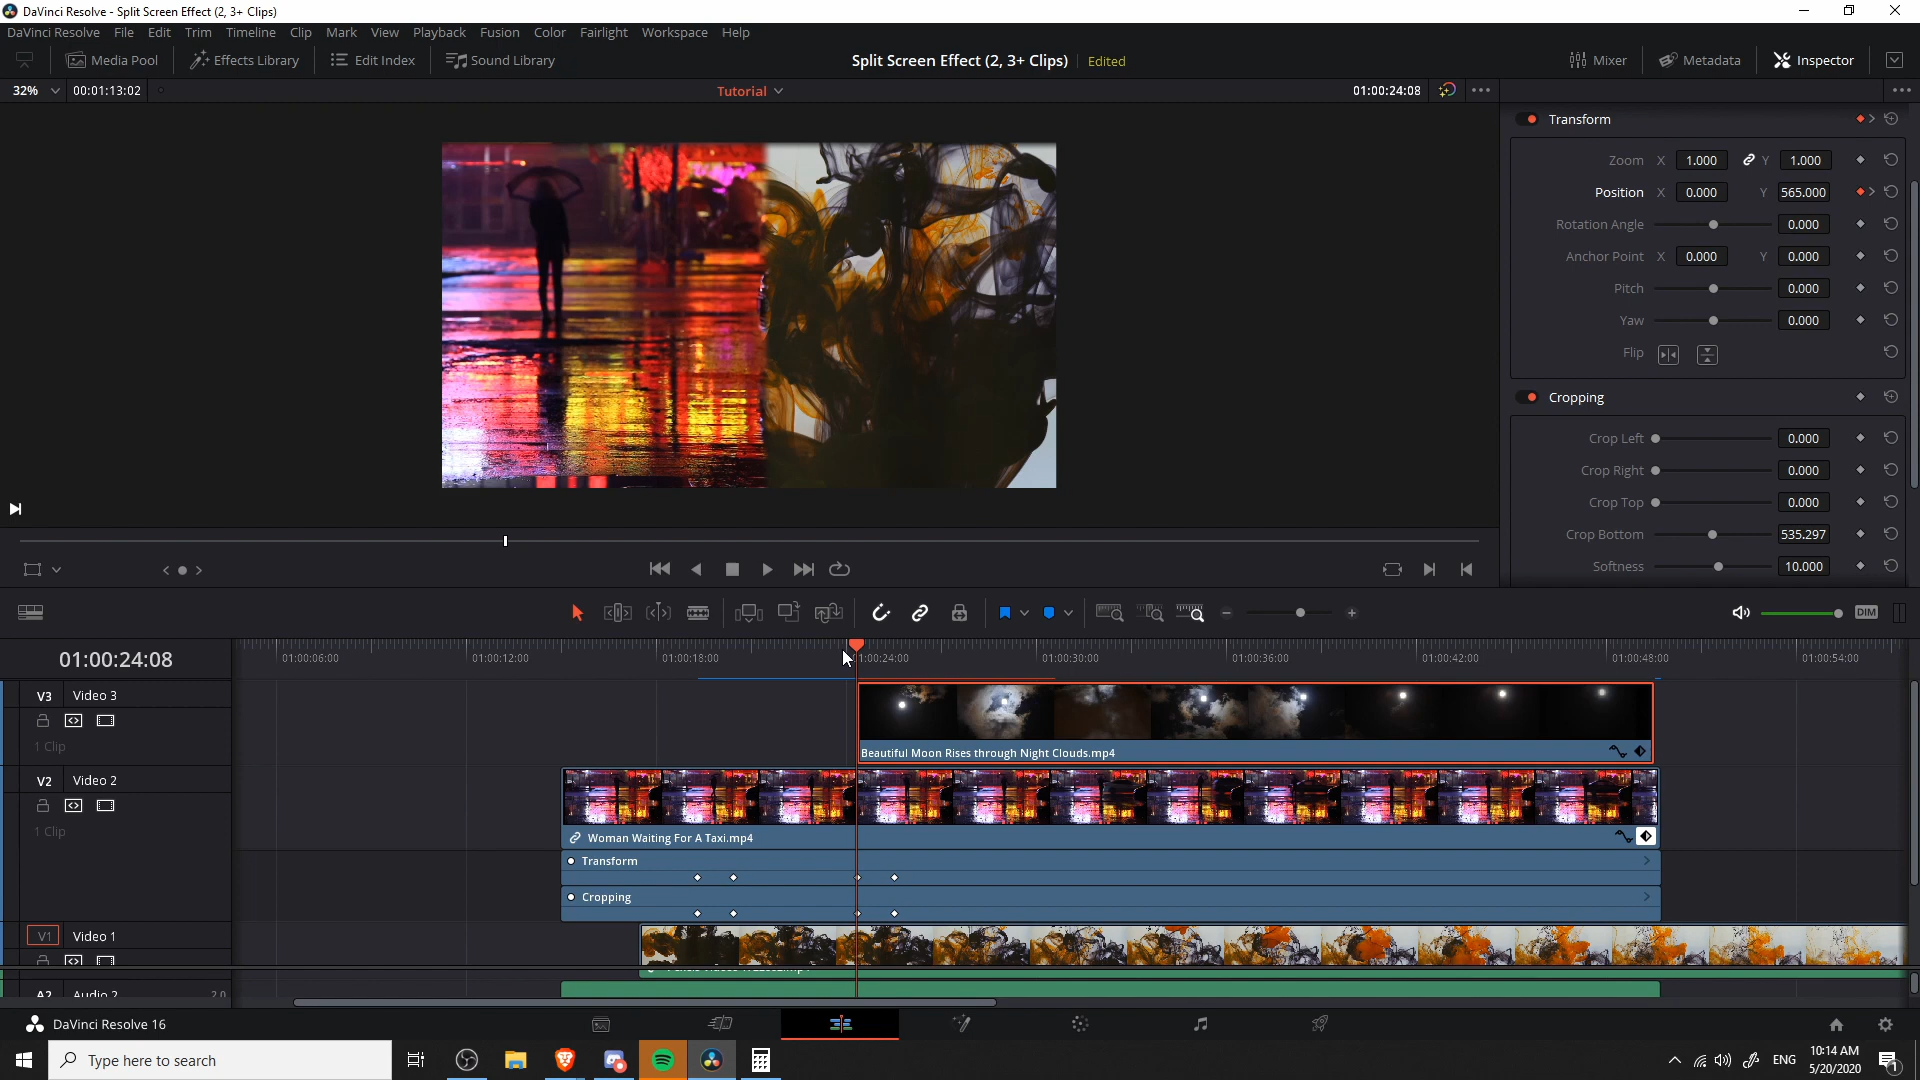 DaVinci Resolve - Split Screen Effect (2, 3+ Clips)
DaVinci Resolve File Edit Trim Timeline Clip Mark View Playback Fusion Color Fairlight Workspace Help
Media Pool Effects Library Edit Index Sound Library Split Screen Effect (2, 3+ Clips) Edited Mixer Metadata Inspector
32% 00:01:13:02 Tutorial 01:00:24:08
Transform
Zoom X 1.000 Y 1.000
Position X 0.000 Y 565.000
Rotation Angle 0.000
Anchor Point X 0.000 Y 0.000
Pitch 0.000
Yaw 0.000
Flip
Cropping
Crop Left 0.000
Crop Right 0.000
Crop Top 0.000
Crop Bottom 535.297
Softness 10.000
DIM
01:00:24:08
01:00:06:00 01:00:12:00 01:00:18:00 :00:24:00 01:00:30:00 01:00:36:00 01:00:42:00 01:00:48:00 01:00:54:00
V3 Video 3
1 Clip
Beautiful Moon Rises through Night Clouds.mp4
V2 Video 2
1 Clip
Woman Waiting For A Taxi.mp4
Transform
Cropping
V1 Video 1
A2 Audio 2 2.0
DaVinci Resolve 16
Type here to search
ENG
10:14 AM
5/20/2020
1